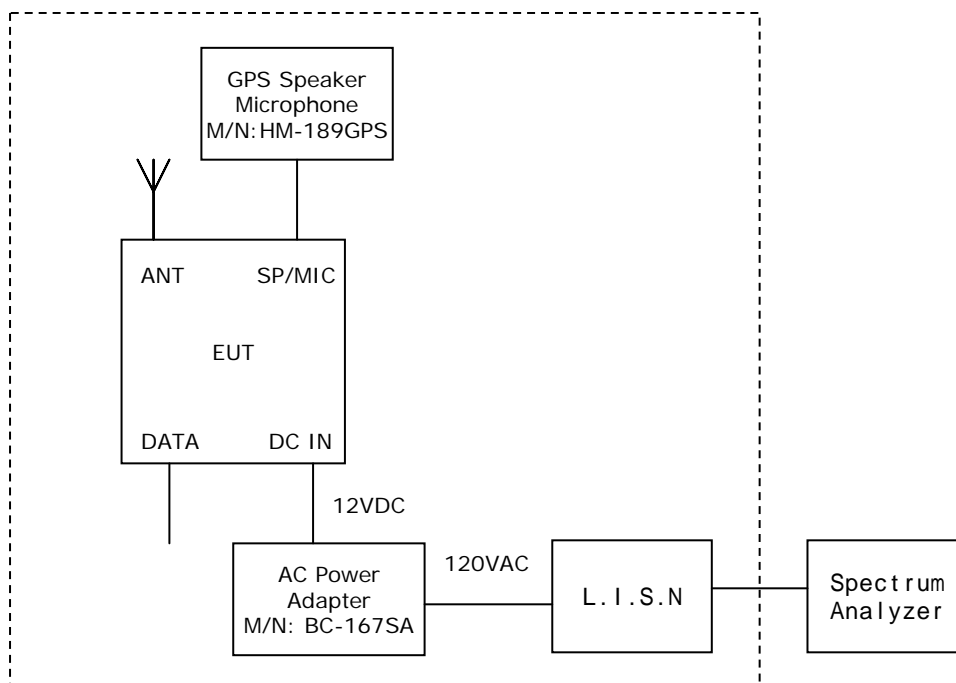 GPS Speaker
Microphone
M/N:HM-189GPS
ANT SP/MIC
EUT
DATA DC IN
12VDC
120VAC
AC Power
Adapter
M/N: BC-167SA
L.I.S.N
Spectrum
Analyzer